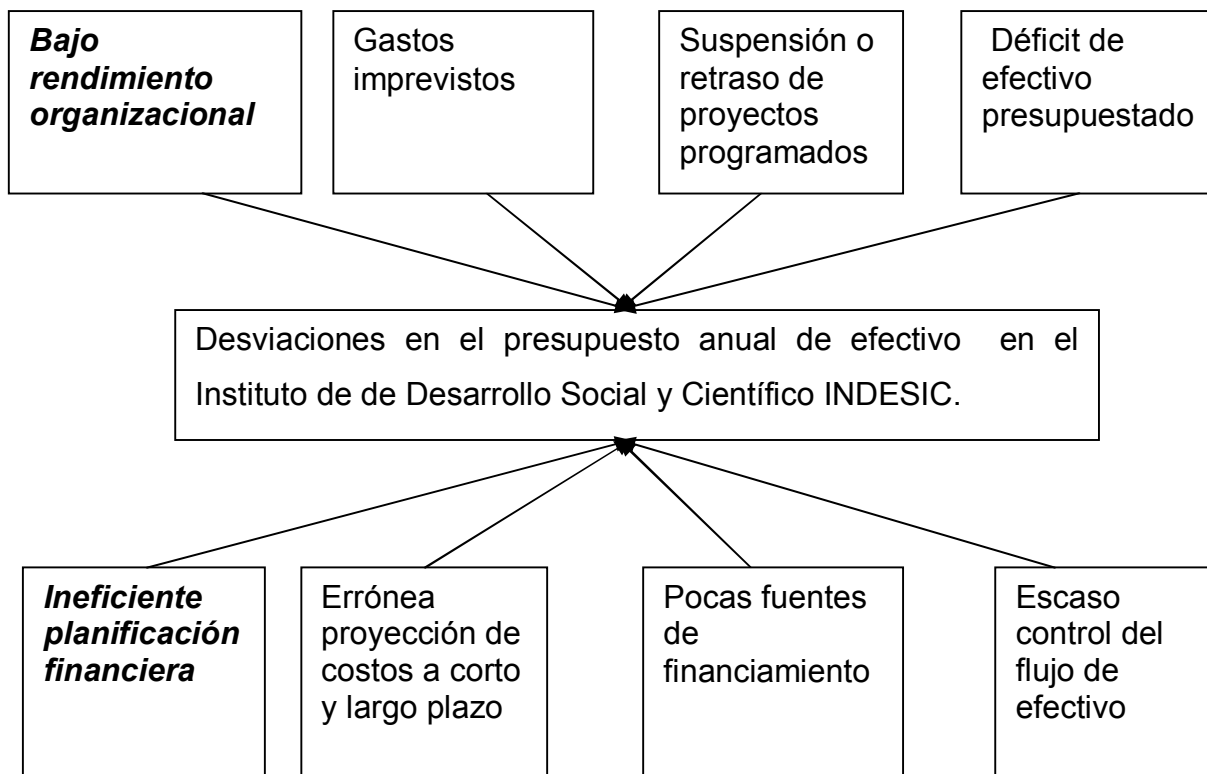 Bajo
rendimiento
organizacional
Gastos
imprevistos
Suspensión o
retraso de
proyectos
programados
Déficit de
efectivo
presupuestado
Desviaciones en el presupuesto anual de efectivo en el
Instituto de de Desarrollo Social y Científico INDESIC.
Ineficiente
planificación
financiera
Errónea
proyección de
costos a corto
y largo plazo
Pocas fuentes
de
financiamiento
Escaso
control del
flujo de
efectivo